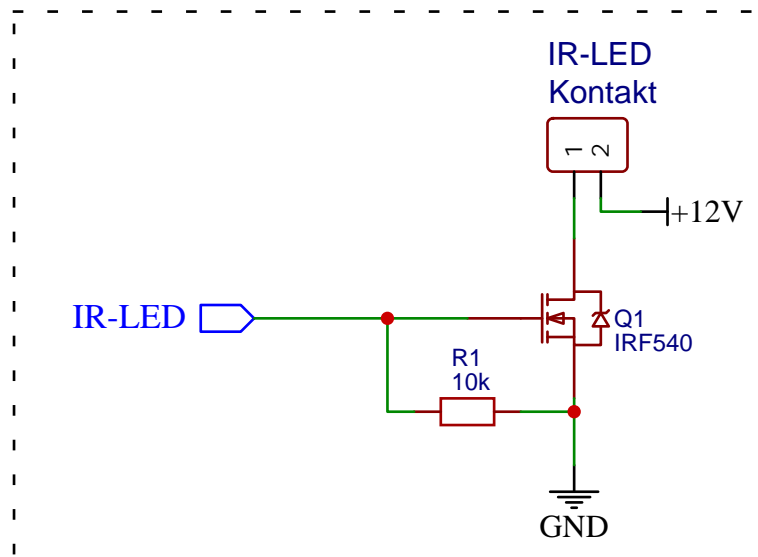 IR-LED
Kontakt
1 2
+12V
IR-LED
Q1
IRF540
R1
10k
GND